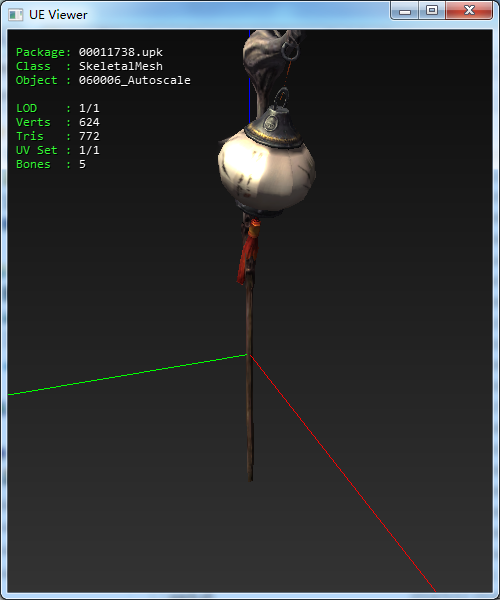 UE Viewer
Package: 00011738.upk
Class : SkeletalMesh
Object : 060006_Autoscale
LOD : 1/1
Verts : 624
Tris : 772
UV Set : 1/1
Bones : 5